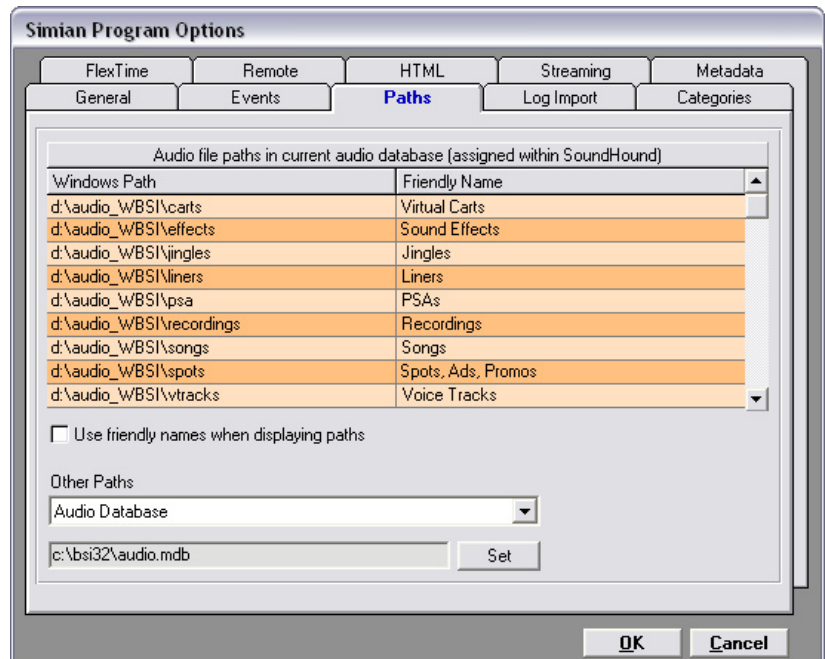 Simian Program Options
FlexTime Remote HTML Streaming Metadata
General Events Paths Log Import Categories
Audio file paths in current audio database (assigned within SoundHound)
Windows Path Friendly Name
d:\audio_WBSI\carts Virtual Carts
d:\audio_WBSI\effects Sound Effects
d:\audio_WBSI\jingles Jingles
d:\audio_WBSI\liners Liners
d:\audio_WBSI\psa PSAs
d:\audio_WBSI\recordings Recordings
d:\audio_WBSI\songs Songs
d:\audio_WBSI\spots Spots, Ads, Promos
d:\audio_WBSI\vtracks Voice Tracks
Use friendly names when displaying paths
Other Paths
Audio Database
c:\bsi32\audio.mdb Set
OK Cancel